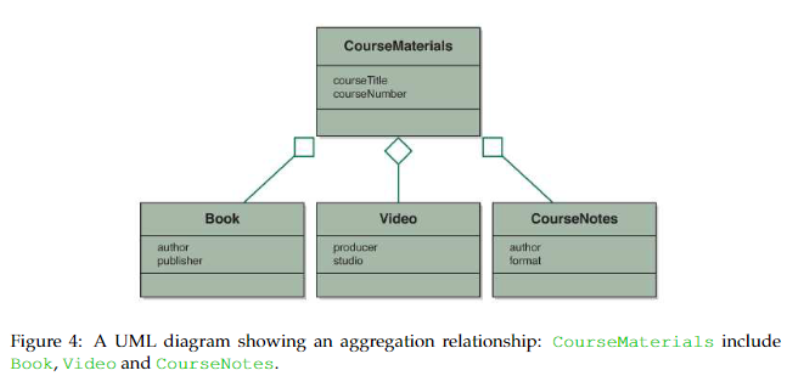 CourseMaterials
courseTitle
courseNumber
Book
author
publisher
Video
producer
studio
CourseNotes
author
format
Figure 4: A UML diagram showing an aggregation relationship: CourseMaterials include
Book, Video and CourseNotes.